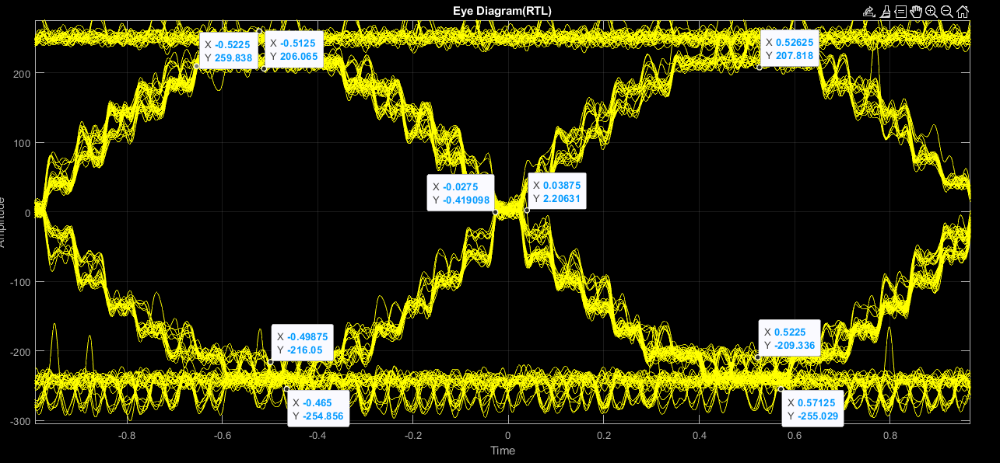 Eye Diagram(RTL)
X -0.5225
Y 259.838
X -0.5125
Y 206.065
X 0.52625
Y 207.818
200
100
X -0.0275
Y -0.419098
X 0.03875
Y 2.20631
0
Amplitude
-100
X -0.49875
Y -216.05
X 0.5225
Y -209.336
-200
X -0.465
Y -254.856
X 0.57125
Y -255.029
-300
-0.8 -0.6 -0.4 -0.2 0 0.2 0.4 0.6 0.8
Time